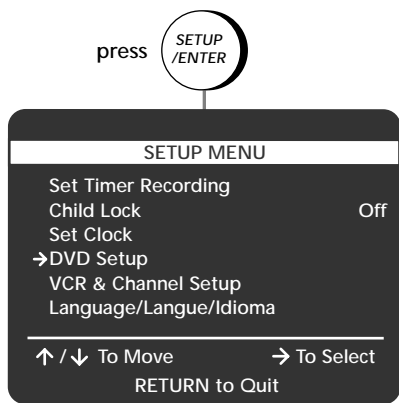 press SETUP
/ENTER
SETUP MENU
Set Timer Recording
Child Lock Off
Set Clock
→DVD Setup
VCR & Channel Setup
Language/Langue/Idioma
↑ / ↓ To Move → To Select
RETURN to Quit